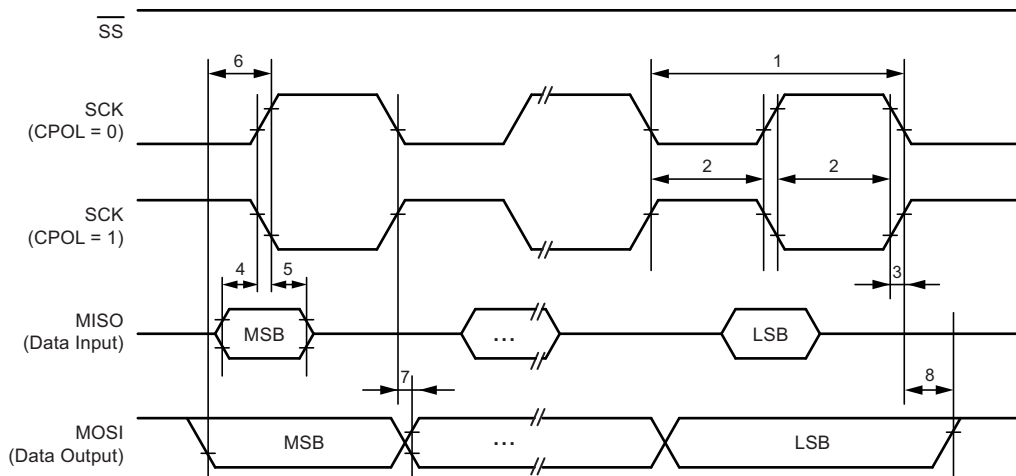 SS
6
1
SCK
(CPOL = 0)
2
2
SCK
(CPOL = 1)
4
5
3
MISO
(Data Input)
MSB
...
LSB
7
8
MOSI
(Data Output)
MSB
...
LSB